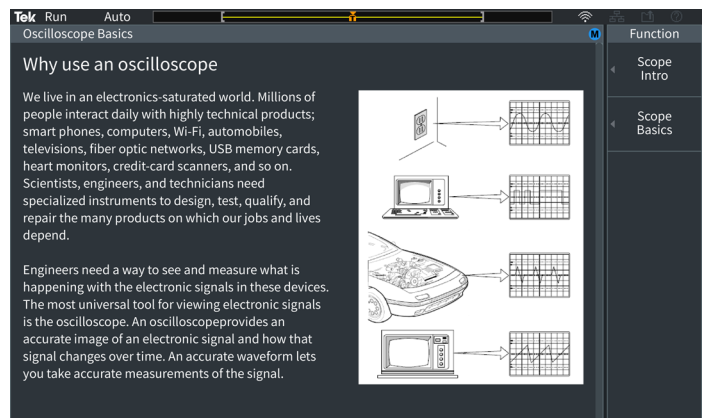 Tek Run Auto
T
Oscilloscope Basics
M
Function
Why use an oscilloscope
We live in an electronics-saturated world. Millions of
people interact daily with highly technical products;
smart phones, computers, Wi-Fi, automobiles,
televisions, fiber optic networks, USB memory cards,
heart monitors, credit-card scanners, and so on.
Scientists, engineers, and technicians need
specialized instruments to design, test, qualify, and
repair the many products on which our jobs and lives
depend.
Engineers need a way to see and measure what is
happening with the electronic signals in these devices.
The most universal tool for viewing electronic signals
is the oscilloscope. An oscilloscopeprovides an
accurate image of an electronic signal and how that
signal changes over time. An accurate waveform lets
you take accurate measurements of the signal.
Scope
Intro
Scope
Basics